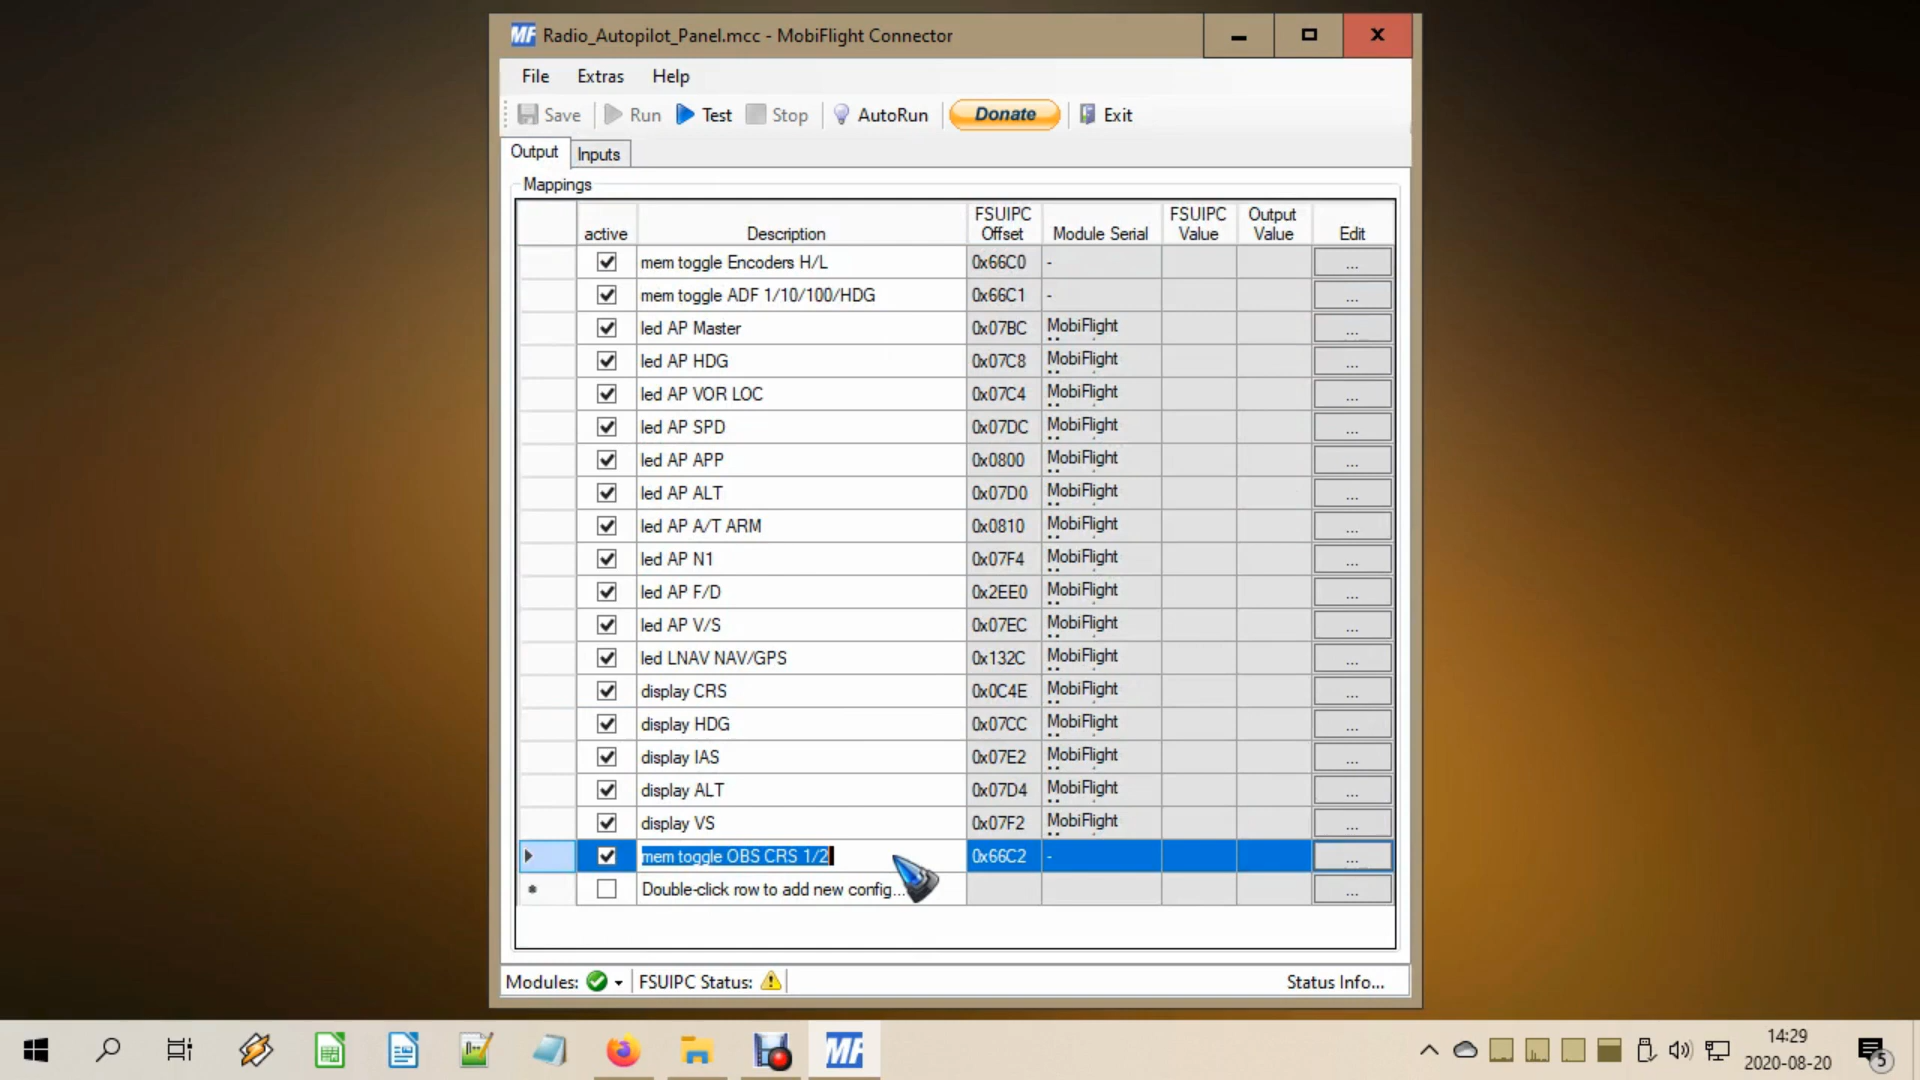 MF Radio_Autopilot_Panel.mcc - MobiFlight Connector
File Extras Help
Save Run Test Stop AutoRun Donate Exit
Output Inputs
Mappings
active Description FSUIPC Offset Module Serial FSUIPC Value Output Value Edit
mem toggle Encoders H/L 0x66C0 - ...
mem toggle ADF 1/10/100/HDG 0x66C1 - ...
led AP Master 0x07BC MobiFlight ...
led AP HDG 0x07C8 MobiFlight ...
led AP VOR LOC 0x07C4 MobiFlight ...
led AP SPD 0x07DC MobiFlight ...
led AP APP 0x0800 MobiFlight ...
led AP ALT 0x07D0 MobiFlight ...
led AP A/T ARM 0x0810 MobiFlight ...
led AP N1 0x07F4 MobiFlight ...
led AP F/D 0x2EE0 MobiFlight ...
led AP V/S 0x07EC MobiFlight ...
led LNAV NAV/GPS 0x132C MobiFlight ...
display CRS 0x0C4E MobiFlight ...
display HDG 0x07CC MobiFlight ...
display IAS 0x07E2 MobiFlight ...
display ALT 0x07D4 MobiFlight ...
display VS 0x07F2 MobiFlight ...
mem toggle OBS CRS 1/2 0x66C2 - ...
* Double-click row to add new config... ...
Modules: FSUIPC Status: Status Info...
MF 14:29
2020-08-20 5